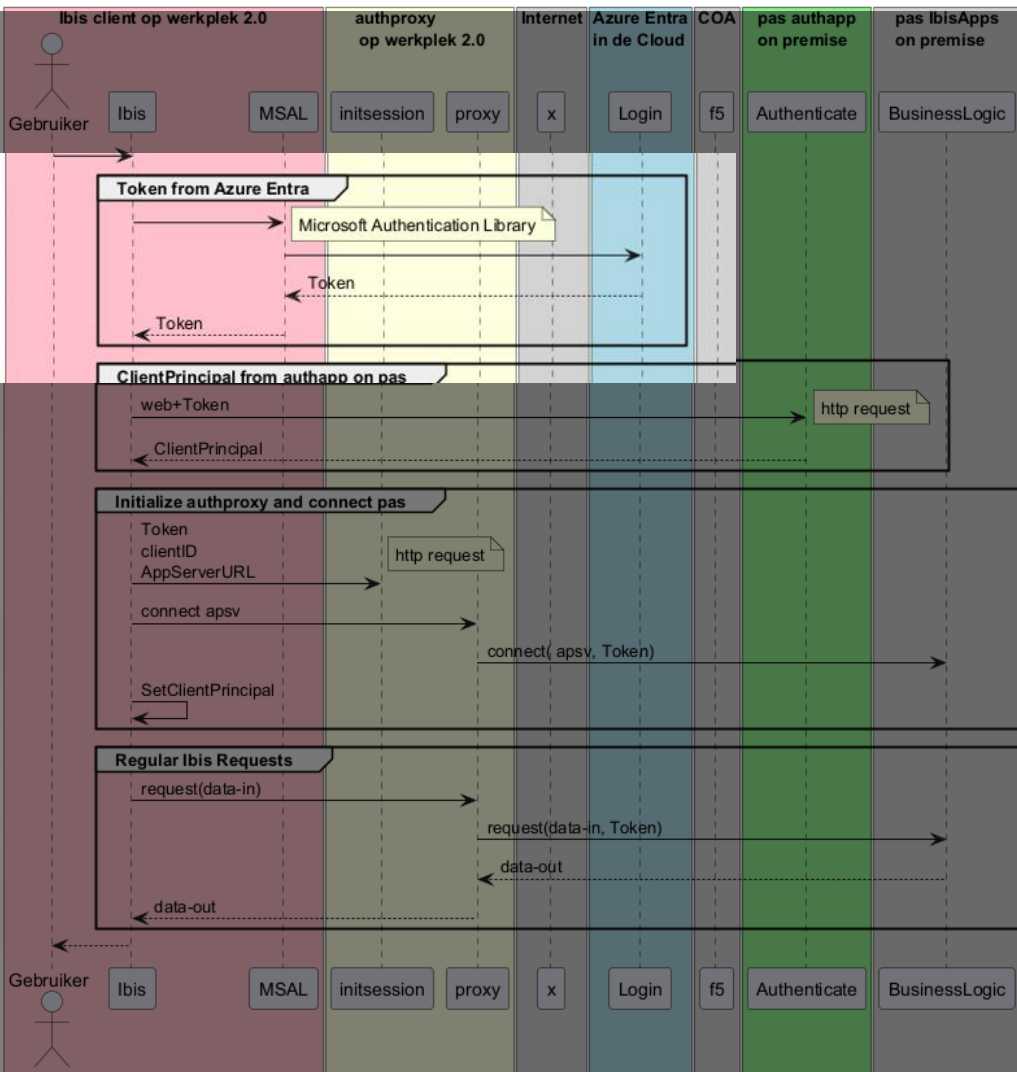 Ibis client op werkplek 2.0
authproxy
op werkplek 2.0
Internet
Azure Entra
in de Cloud
COA
pas authapp
on premise
pas IbisApps
on premise
Gebruiker
Ibis
MSAL
initsession
proxy
x
Login
f5
Authenticate
BusinessLogic
Token from Azure Entra
Microsoft Authentication Library
Token
Token
ClientPrincipal from authapp on pas
web+Token
http request
ClientPrincipal
Initialize authproxy and connect pas
Token
clientID
AppServerURL
http request
connect apsv
connect( apsv, Token)
SetClientPrincipal
Regular Ibis Requests
request(data-in)
request(data-in, Token)
data-out
data-out
Gebruiker
Ibis
MSAL
initsession
proxy
x
Login
f5
Authenticate
BusinessLogic